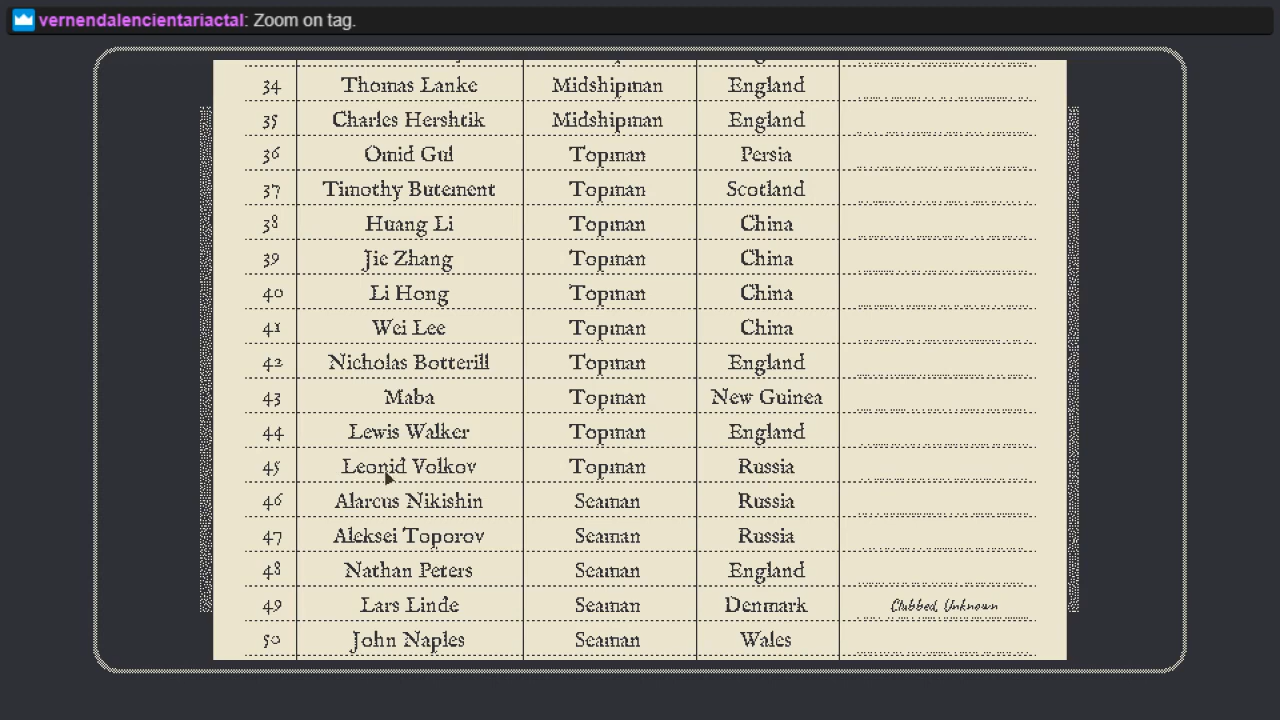 vernendalencientariactal: Zoom on tag.
34 Thomas Lanke Midshipman England
35 Charles Hershtik Midshipman England
36 Omid Gul Topman Persia
37 Timothy Butement Topman Scotland
38 Huang Li Topman China
39 Jie Zhang Topman China
40 Li Hong Topman China
41 Wei Lee Topman China
42 Nicholas Botterill Topman England
43 Maba Topman New Guinea
44 Lewis Walker Topman England
45 Leonid Volkov Topman Russia
46 Alarcus Nikishin Seaman Russia
47 Aleksei Toporov Seaman Russia
48 Nathan Peters Seaman England
49 Lars Linde Seaman Denmark Clubbed, Unknown
50 John Naples Seaman Wales